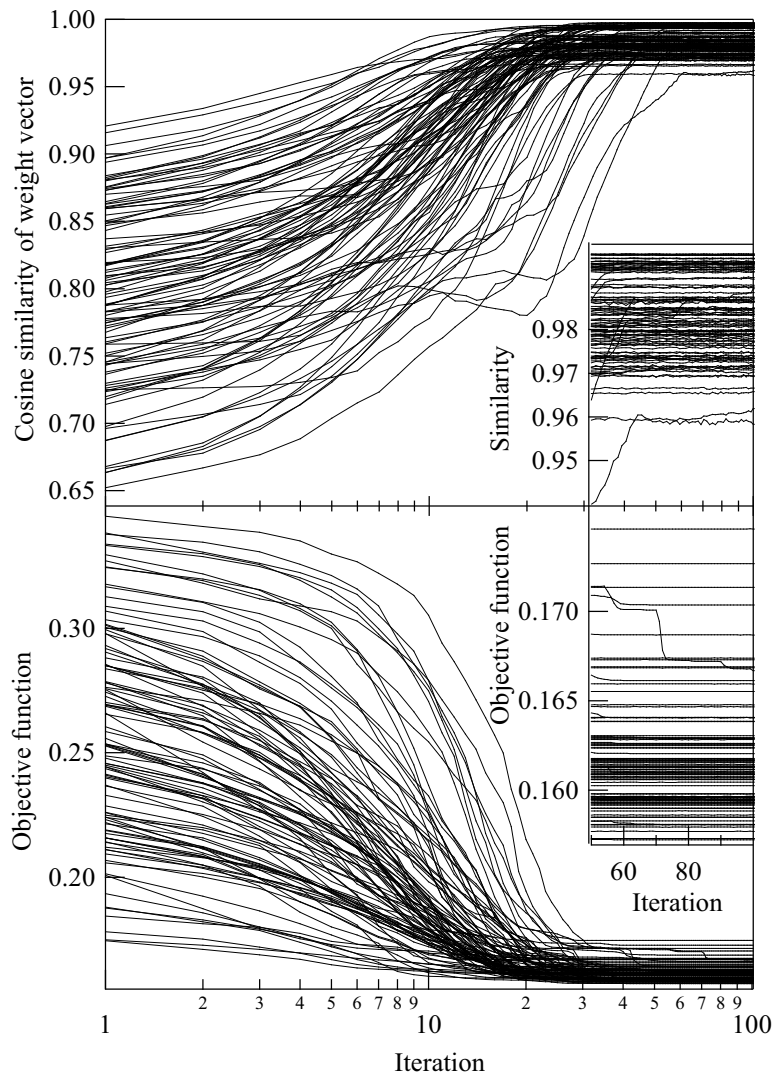 1.00
0.95
0.90
0.85
0.80
0.75
0.70
0.65
Cosine similarity of weight vector
0.98
0.97
0.96
0.95
Similarity
0.30
0.25
0.20
Objective function
0.170
0.165
0.160
Objective function
60 80
Iteration
2 3 4 5 6 7 8 9 2 3 4 5 6 7 8 9
1 10 100
Iteration